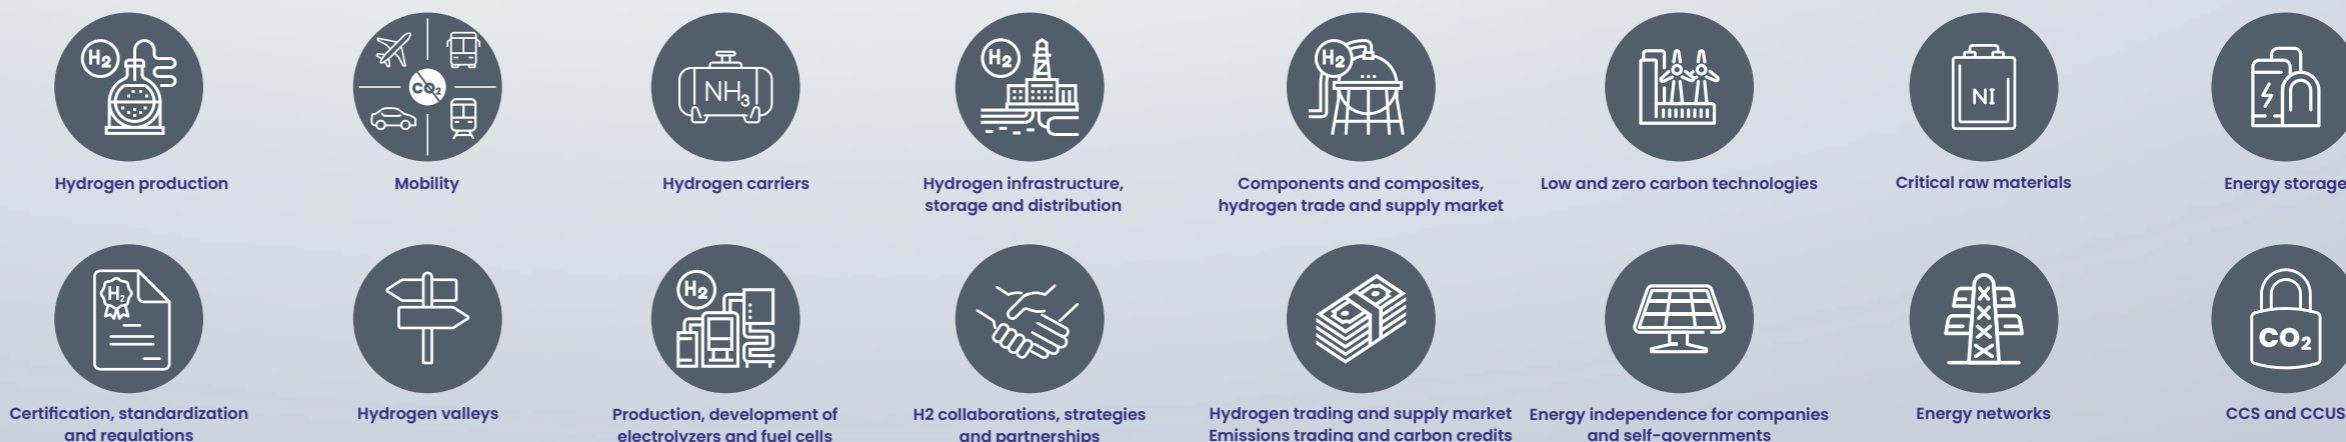 H2
CO2
NH3
H2
H2
NI
Hydrogen production
Mobility
Hydrogen carriers
Hydrogen infrastructure,
storage and distribution
Components and composites,
hydrogen trade and supply market
Low and zero carbon technologies
Critical raw materials
Energy storage
H2
H2
CO2
Certification, standardization
and regulations
Hydrogen valleys
Production, development of
electrolyzers and fuel cells
H2 collaborations, strategies
and partnerships
Hydrogen trading and supply market
Emissions trading and carbon credits
Energy independence for companies
and self-governments
Energy networks
CCS and CCUS